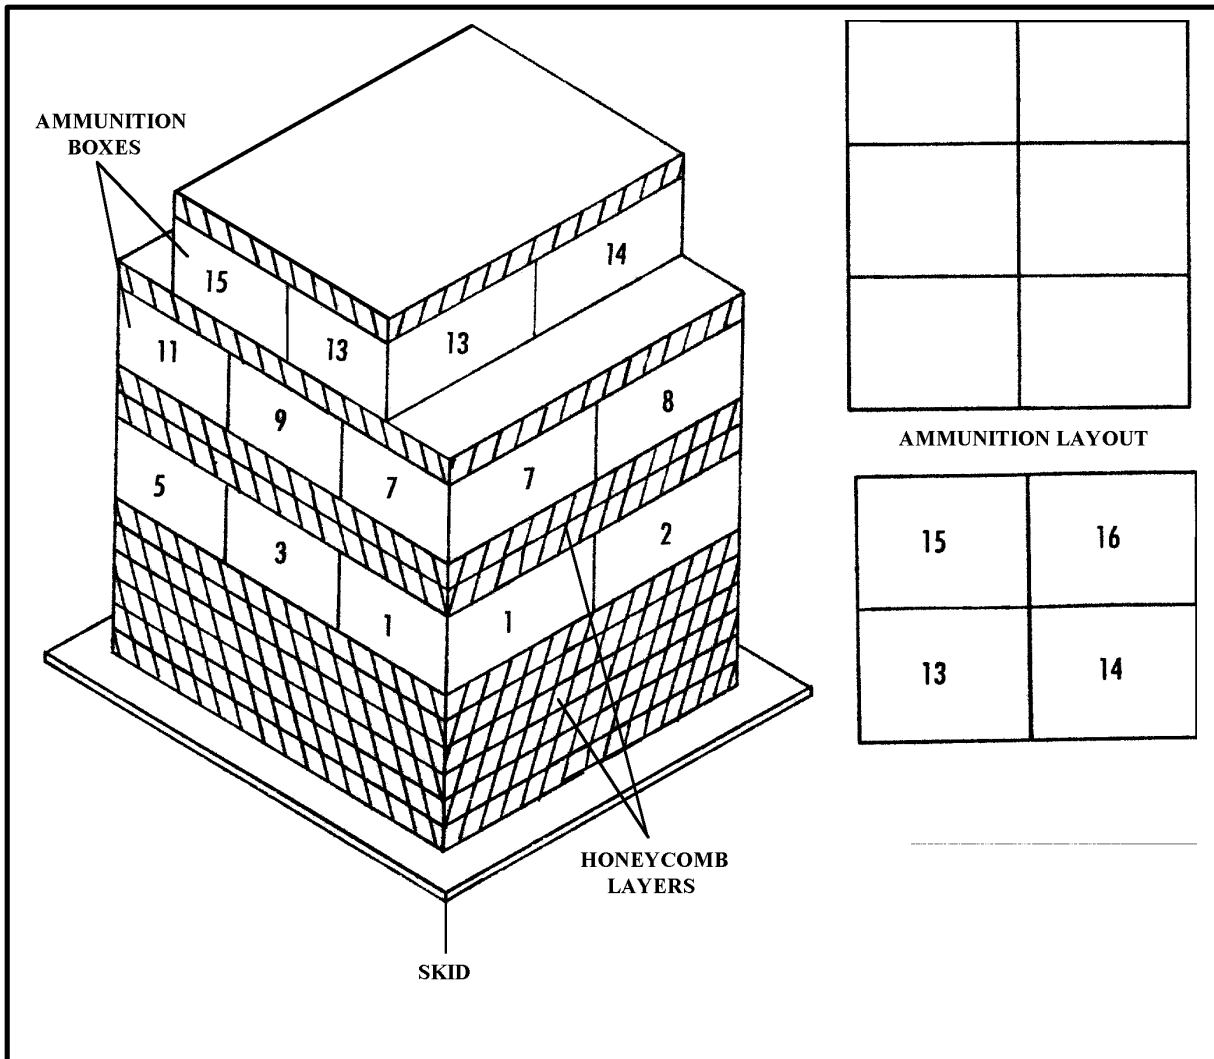 AMMUNITION
BOXES
15
13
13
14
11
9
7
7
8
5
3
1
1
2
HONEYCOMB
LAYERS
SKID
AMMUNITION LAYOUT
15 16
13 14